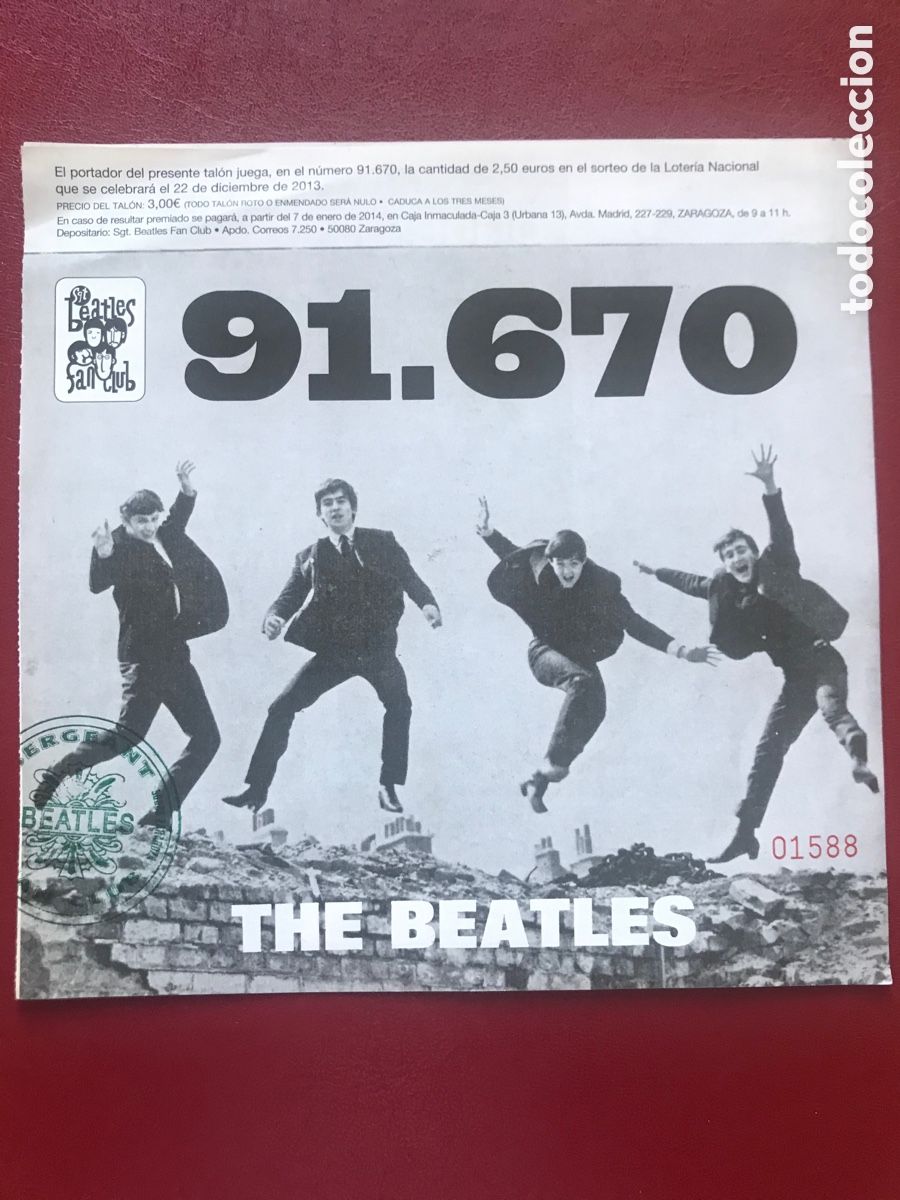 El portador del presente talón juega, en el número 91.670, la cantidad de 2,50 euros en el sorteo de la Lotería Nacional
que se celebrará el 22 de diciembre de 2013.
PRECIO DEL TALÓN: 3,00€ (TODO TALÓN ROTO O ENMENDADO SERÁ NULO • CADUCA A LOS TRES MESES)
En caso de resultar premiado se pagará, a partir del 7 de enero de 2014, en Caja Inmaculada-Caja 3 (Urbana 13), Avda. Madrid, 227-229, ZARAGOZA, de 9 a 11 h.
Depositario: Sgt. Beatles Fan Club • Apdo. Correos 7.250 • 50080 Zaragoza
todocoleccion
Sgt
beatles
fan club
91.670
SERGEANT
BEATLES
01588
THE BEATLES